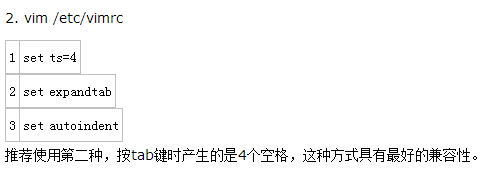 2. vim /etc/vimrc
1 set ts=4
2 set expandtab
3 set autoindent
推荐使用第二种，按tab键时产生的是4个空格，这种方式具有最好的兼容性。